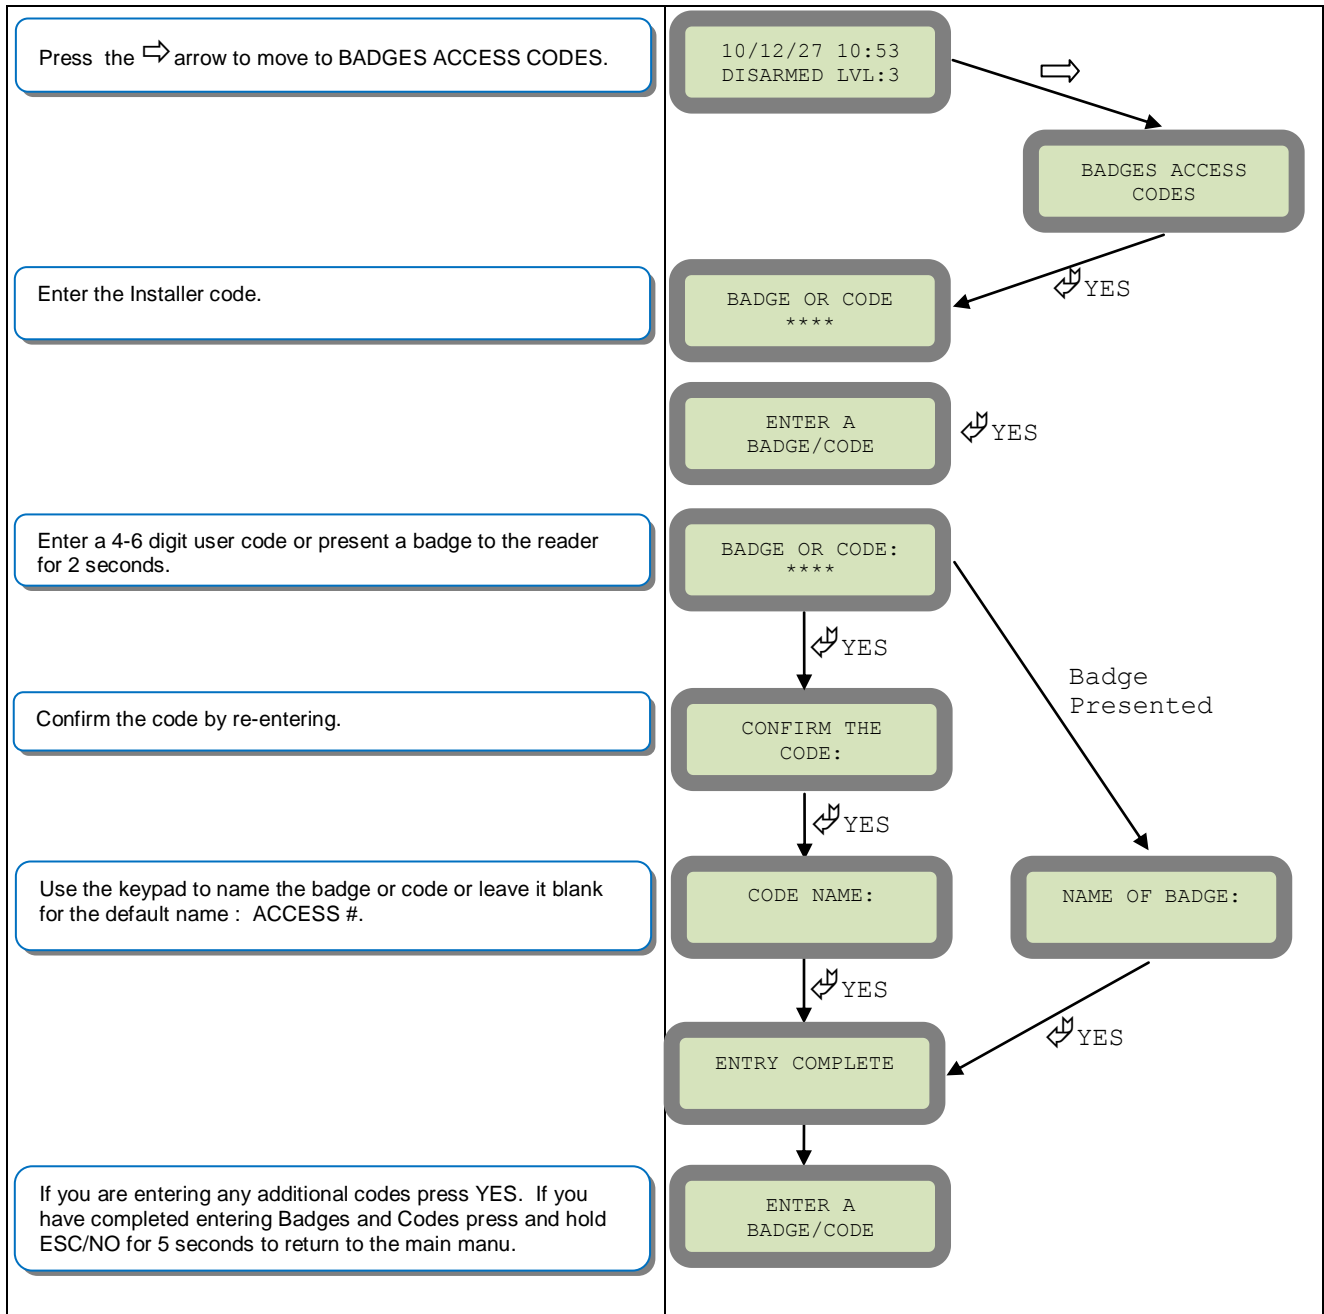 Press the ⇨ arrow to move to BADGES ACCESS CODES.
10/12/27 10:53
DISARMED LVL:3
BADGES ACCESS
CODES
YES
Enter the Installer code.
BADGE OR CODE
****
ENTER A
BADGE/CODE
YES
Enter a 4-6 digit user code or present a badge to the reader
for 2 seconds.
BADGE OR CODE:
****
YES
Badge
Presented
Confirm the code by re-entering.
CONFIRM THE
CODE:
YES
Use the keypad to name the badge or code or leave it blank
for the default name : ACCESS #.
CODE NAME:
NAME OF BADGE:
YES
YES
ENTRY COMPLETE
If you are entering any additional codes press YES. If you
have completed entering Badges and Codes press and hold
ESC/NO for 5 seconds to return to the main manu.
ENTER A
BADGE/CODE